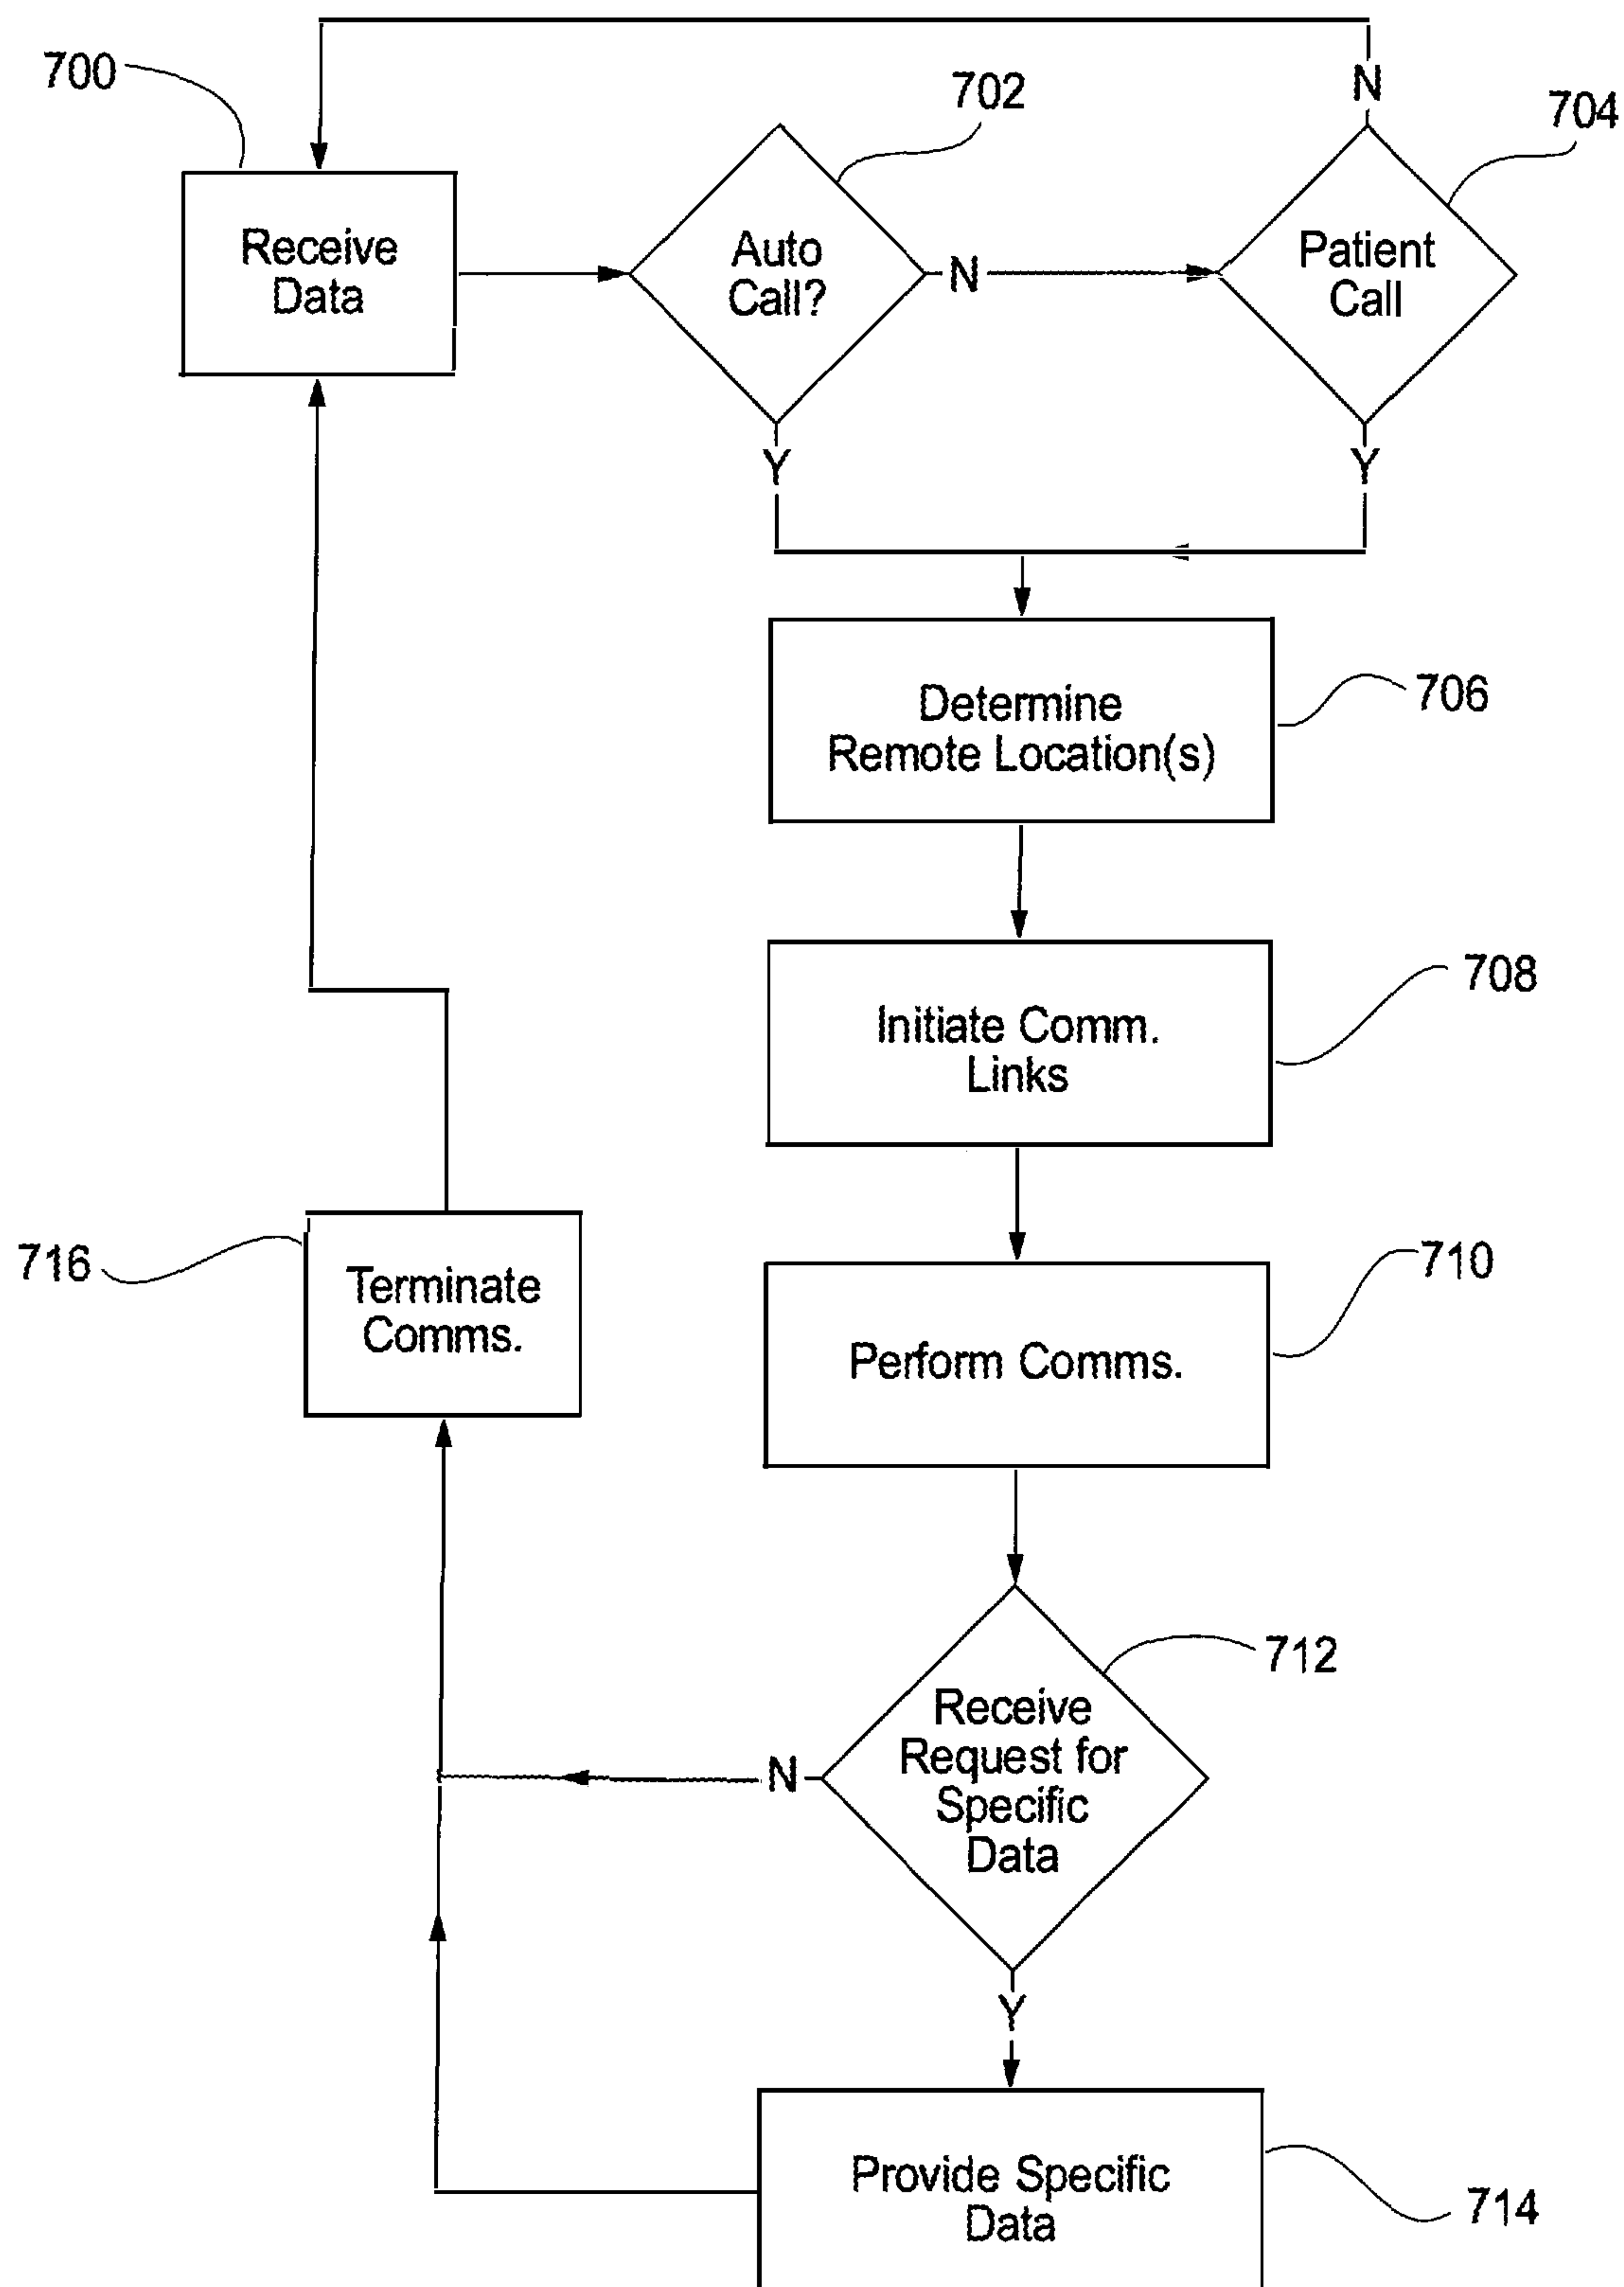 700
702
N
704
Receive
Data
Auto
Call?
N
Patient
Call
Y
Y
Determine
Remote Location(s)
706
Initiate Comm.
Links
708
716
Terminate
Comms.
Perform Comms.
710
Receive
Request for
Specific
Data
712
N
Y
Provide Specific
Data
714